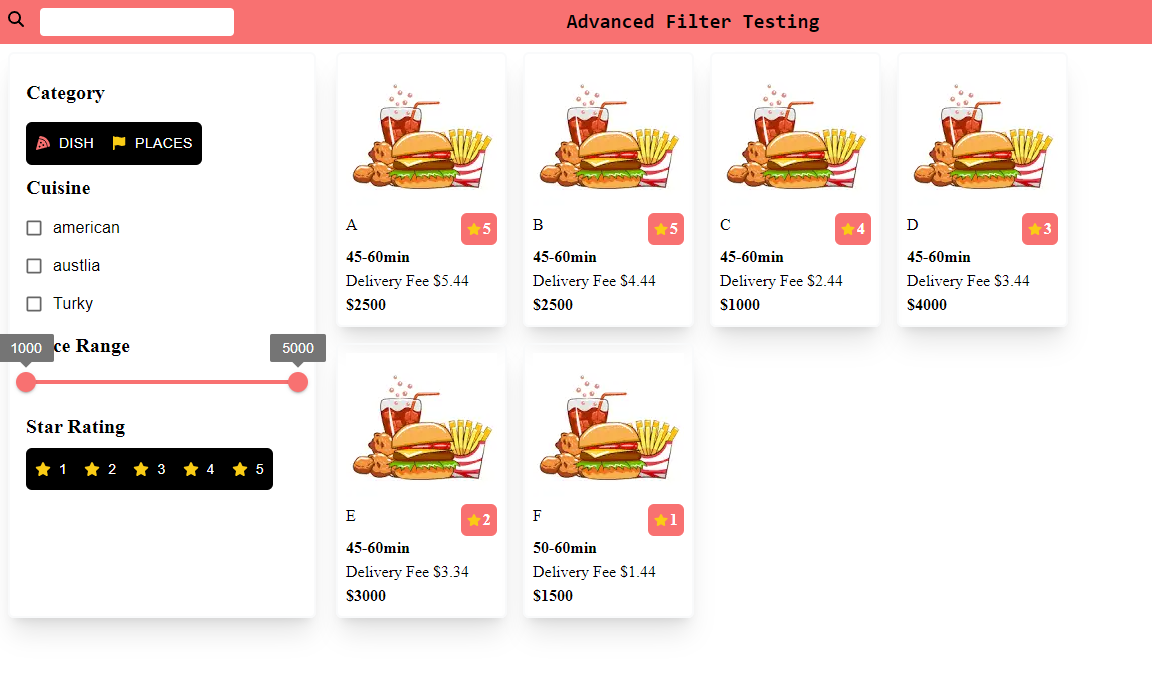 Advanced Filter Testing
Category
DISH PLACES
Cuisine
american
austlia
Turky
ce Range
1000 5000
Star Rating
1 2 3 4 5
A 5
45-60min
Delivery Fee $5.44
$2500
B 5
45-60min
Delivery Fee $4.44
$2500
C 4
45-60min
Delivery Fee $2.44
$1000
D 3
45-60min
Delivery Fee $3.44
$4000
E 2
45-60min
Delivery Fee $3.34
$3000
F 1
50-60min
Delivery Fee $1.44
$1500